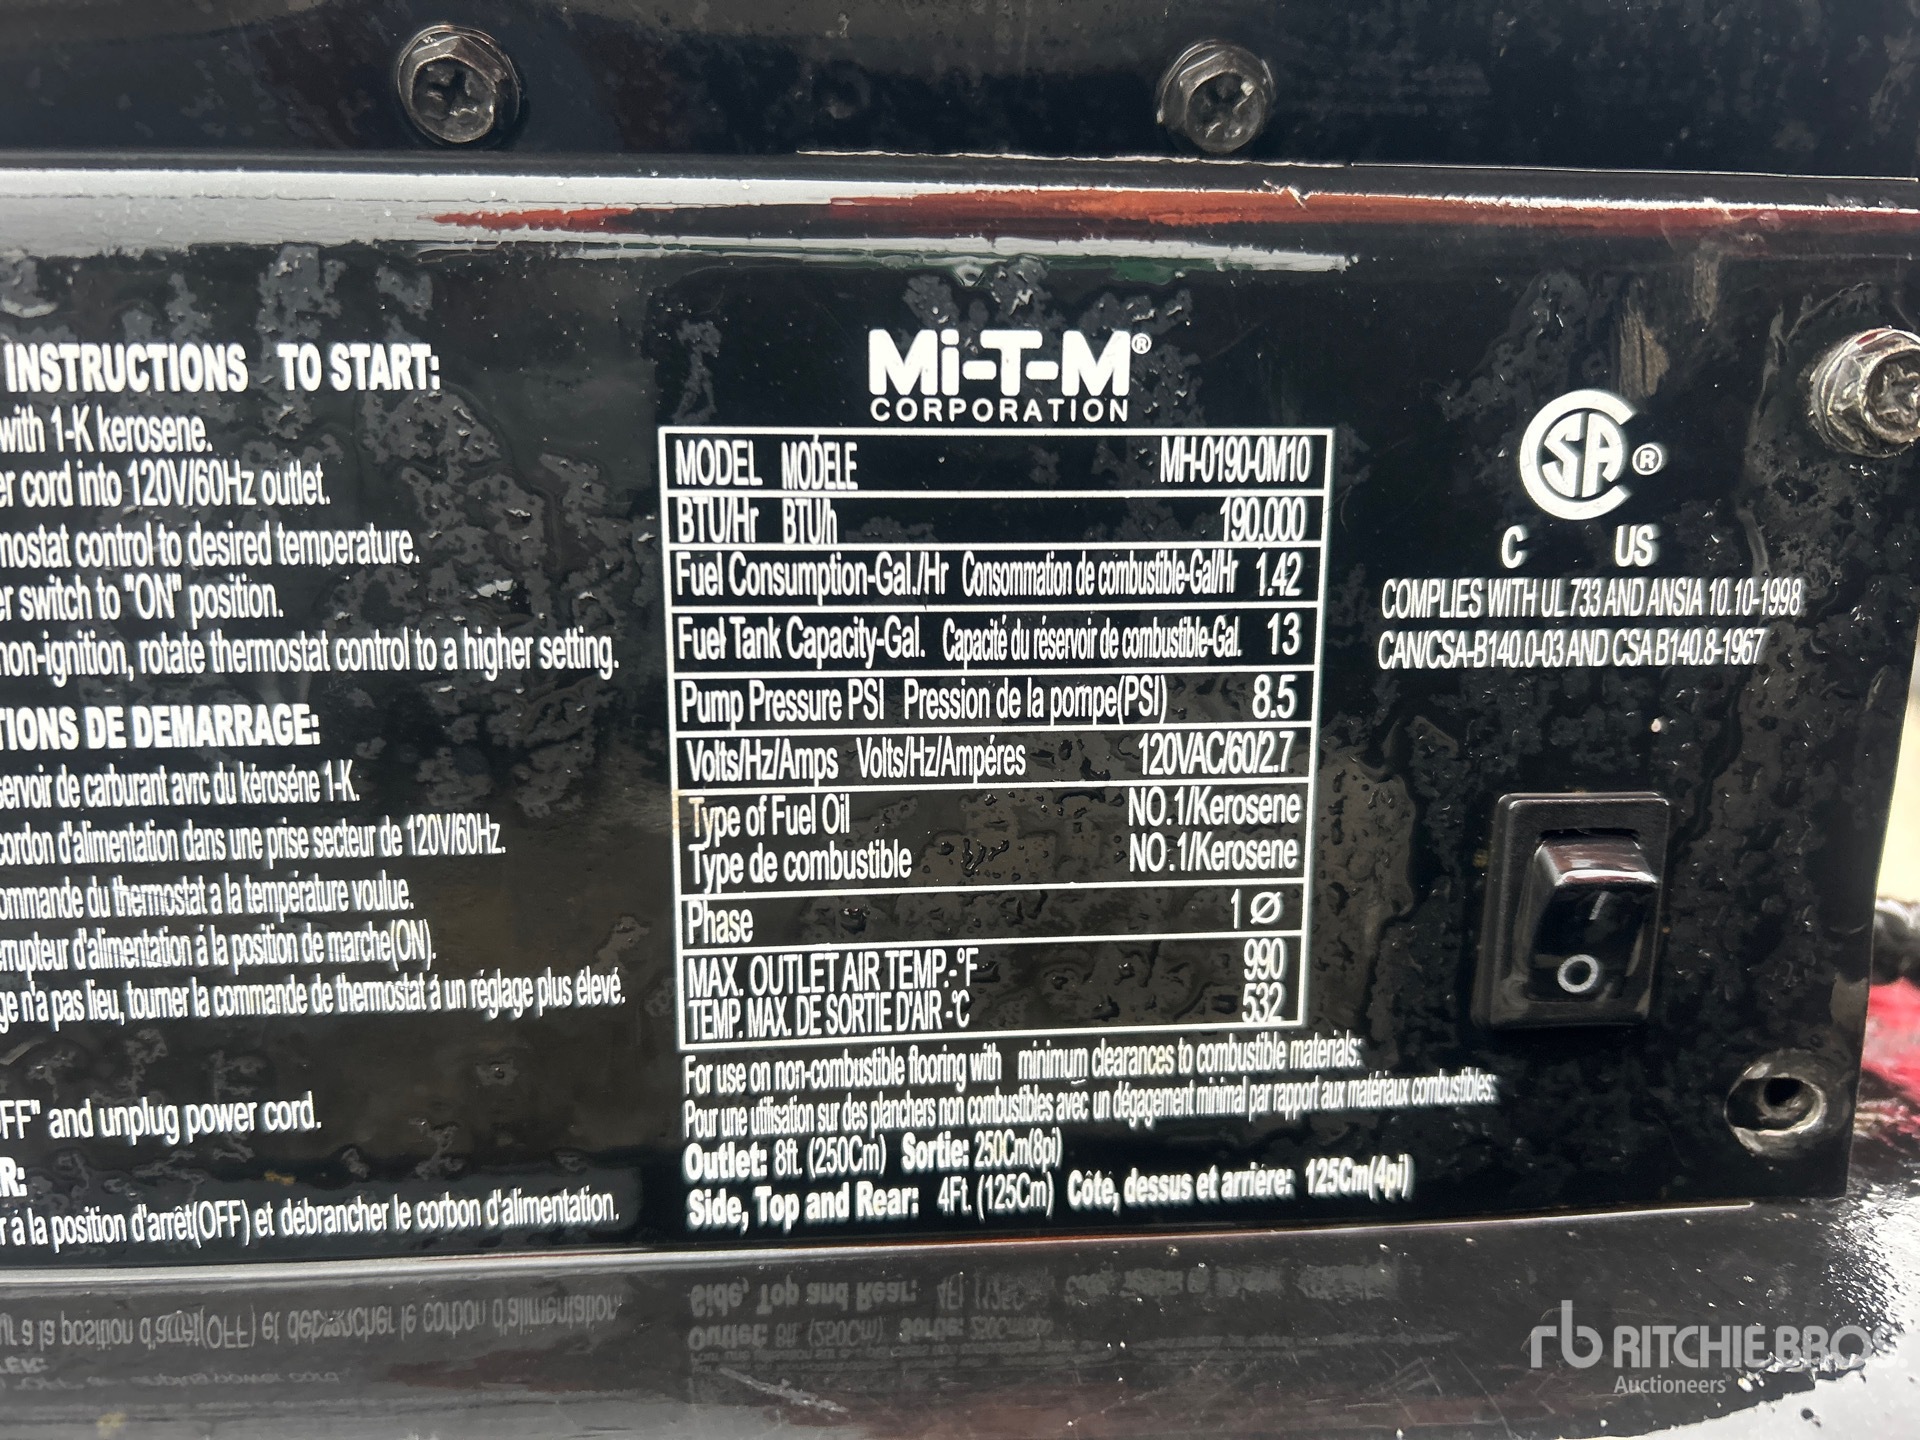 INSTRUCTIONS TO START:
with 1-K kerosene.
er cord into 120V/60Hz outlet.
mostat control to desired temperature.
er switch to "ON" position.
non-ignition, rotate thermostat control to a higher setting.
TIONS DE DEMARRAGE:
servoir de carburant avrc du kéroséne 1-K.
cordon d'alimentation dans une prise secteur de 120V/60Hz.
ommande du thermostat a la température voulue.
errupteur d'alimentation á la position de marche(ON).
ge n'a pas lieu, tourner la commande de thermostat á un réglage plus élevé.
OFF" and unplug power cord.
R:
r á la position d'arrêt(OFF) et débrancher le corbon d'alimentation.
Mi-T-M®
CORPORATION
MODEL MODÉLE MH-0190-0M10
BTU/Hr BTU/h 190.000
Fuel Consumption-Gal./Hr Consommation de combustible-Gal/Hr 1.42
Fuel Tank Capacity-Gal. Capacité du réservoir de combustible-Gal. 13
Pump Pressure PSI Pression de la pompe(PSI) 8.5
Volts/Hz/Amps Volts/Hz/Ampéres 120VAC/60/2.7
Type of Fuel Oil NO.1/Kerosene
Type de combustible NO.1/Kerosene
Phase 1 Ø
MAX. OUTLET AIR TEMP.-°F 990
TEMP. MAX. DE SORTIE D'AIR -°C 532
For use on non-combustible flooring with minimum clearances to combustible materials:
Pour une utilisation sur des planchers non combustibles avec un dégagement minimal par rapport aux matériaux combustibles:
Outlet: 8ft. (250Cm) Sortie: 250Cm(8pi)
Side, Top and Rear: 4Ft. (125Cm) Côté, dessus et arriére: 125Cm(4pi)
CSA ®
C US
COMPLIES WITH UL 733 AND ANSIA 10.10-1998
CAN/CSA-B140.0-03 AND CSA B140.8-1967
rb RITCHIE BROS.
Auctioneers